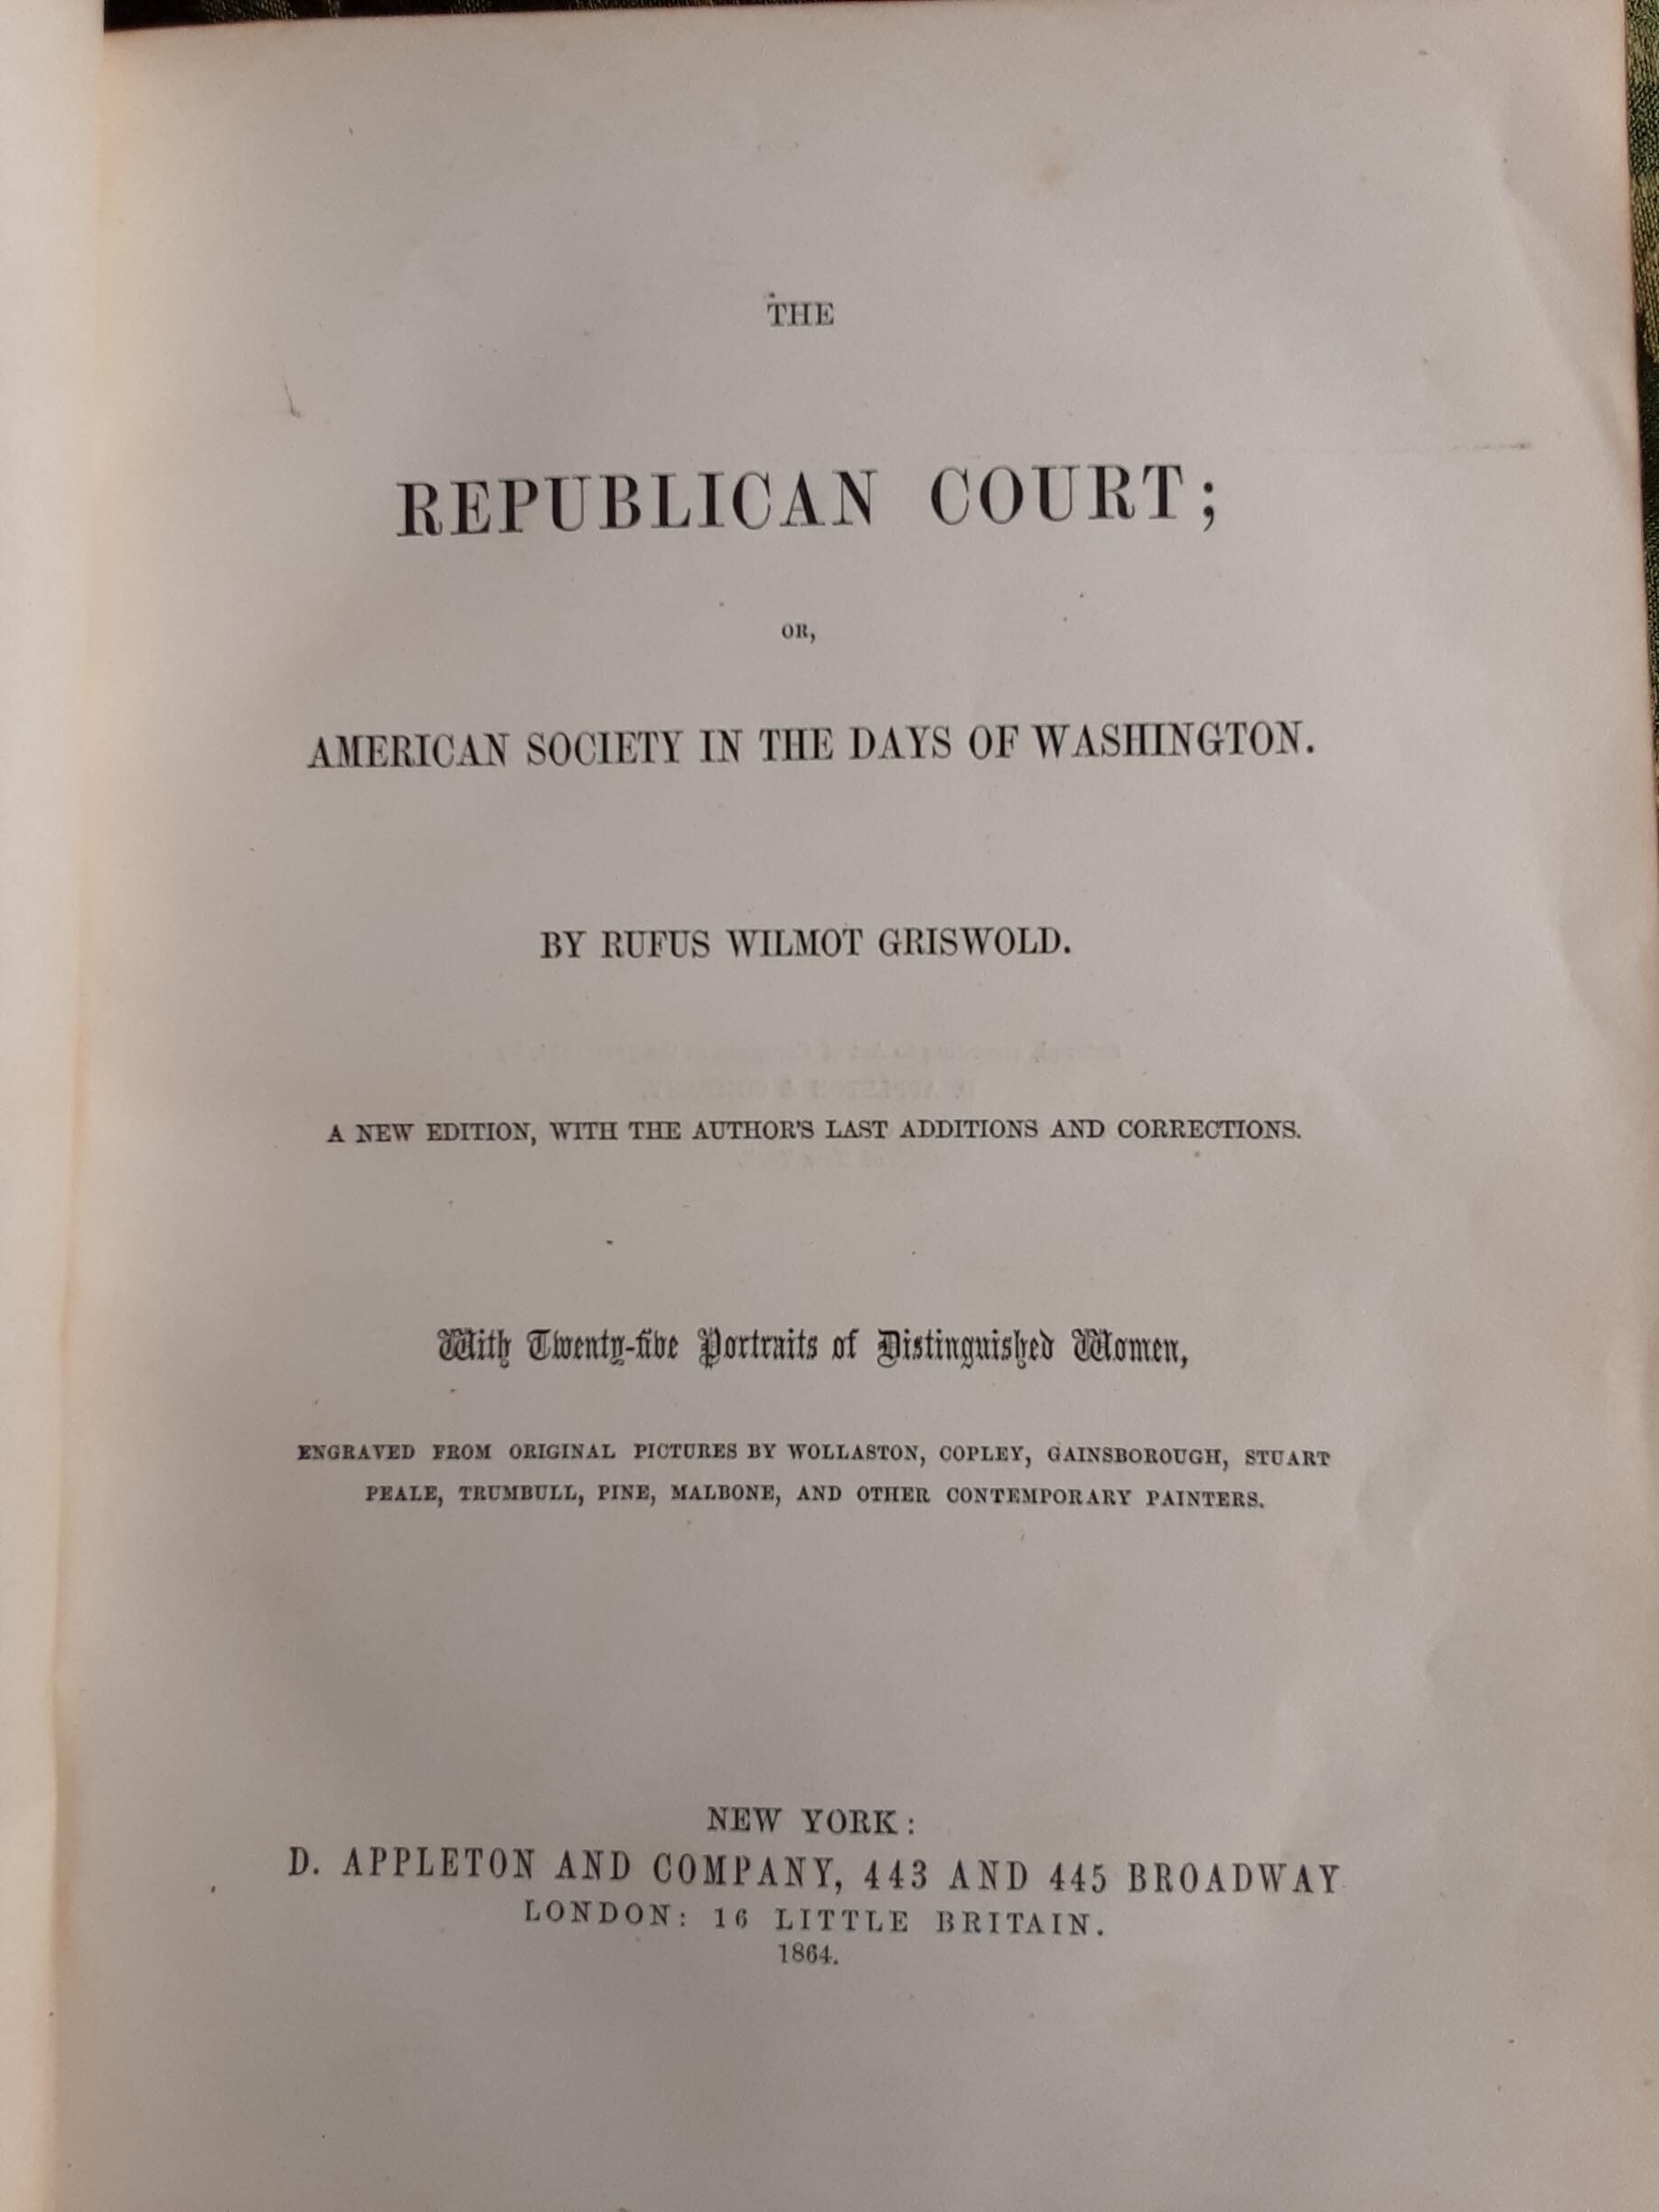 THE
REPUBLICAN COURT;
OR,
AMERICAN SOCIETY IN THE DAYS OF WASHINGTON.
BY RUFUS WILMOT GRISWOLD.
A NEW EDITION, WITH THE AUTHOR'S LAST ADDITIONS AND CORRECTIONS.
With Twenty-five Portraits of Distinguished Women,
ENGRAVED FROM ORIGINAL PICTURES BY WOLLASTON, COPLEY, GAINSBOROUGH, STUART
PEALE, TRUMBULL, PINE, MALBONE, AND OTHER CONTEMPORARY PAINTERS.
NEW YORK:
D. APPLETON AND COMPANY, 443 AND 445 BROADWAY
LONDON: 16 LITTLE BRITAIN.
1864.